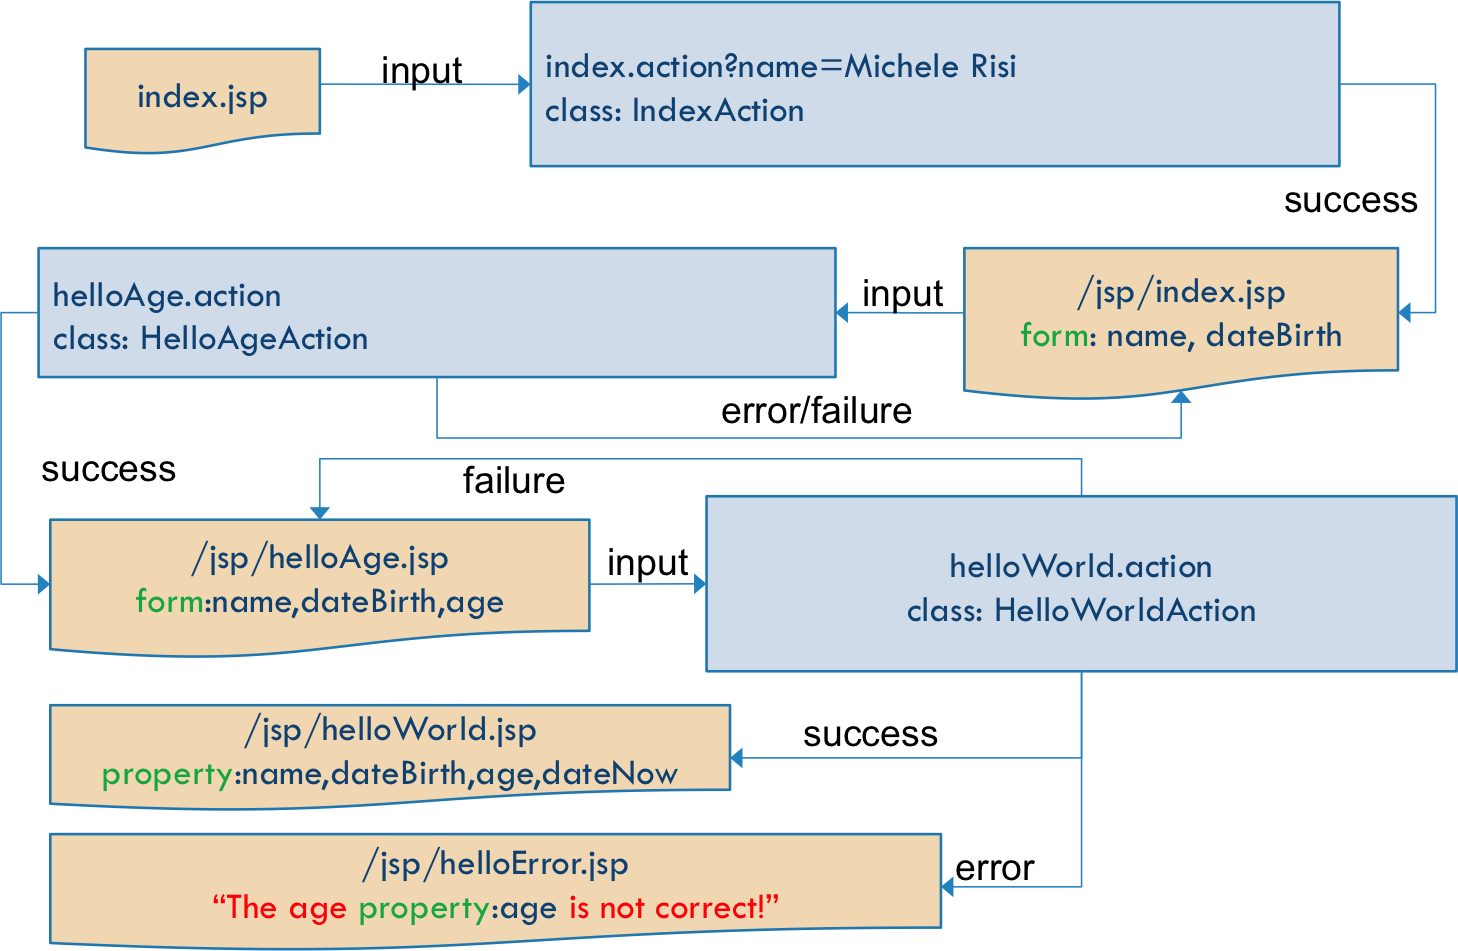 index.jsp
input
index.action?name=Michele Risi
class: IndexAction
success
helloAge.action
class: HelloAgeAction
input
/jsp/index.jsp
form: name, dateBirth
error/failure
success
failure
/jsp/helloAge.jsp
form:name,dateBirth,age
input
helloWorld.action
class: HelloWorldAction
/jsp/helloWorld.jsp
property:name,dateBirth,age,dateNow
success
/jsp/helloError.jsp
“The age property:age is not correct!”
error